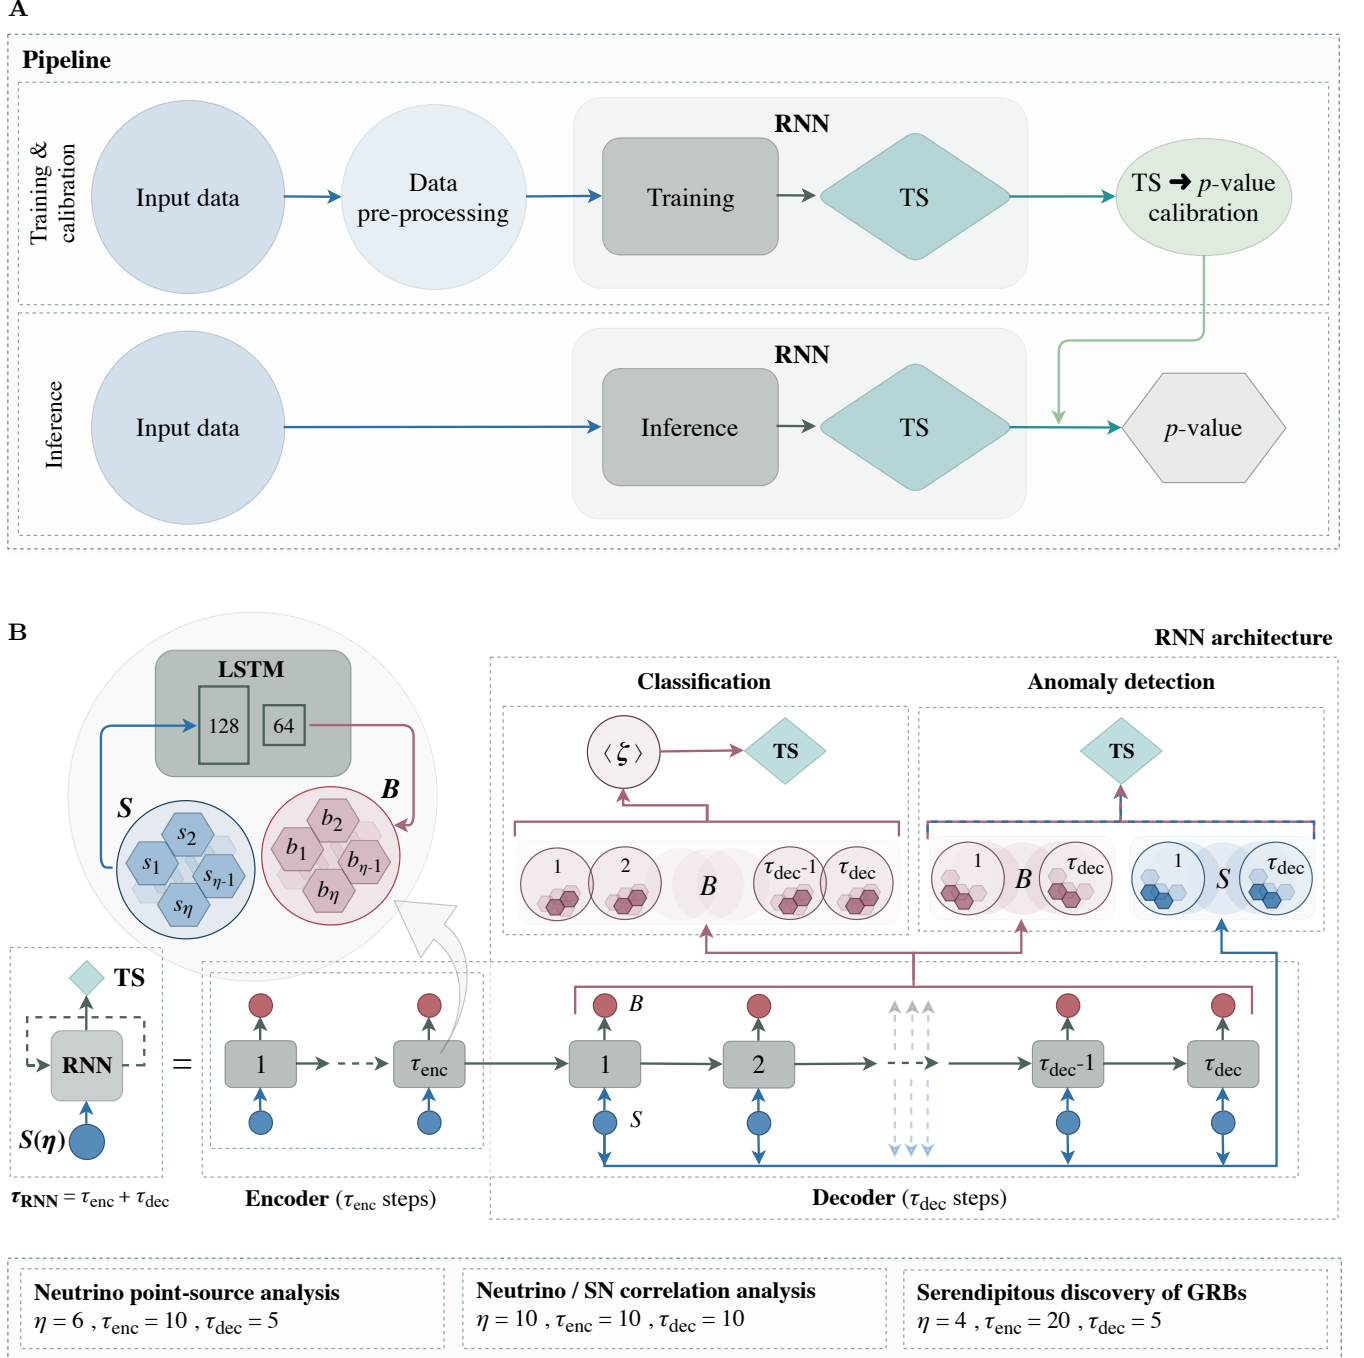 A
Pipeline
Training &
calibration
Input data
Data
pre-processing
RNN
Training
TS
TS ➜ p-value
calibration
Inference
Input data
RNN
Inference
TS
p-value
B
RNN architecture
LSTM
128
64
S
s1
s2
sη-1
sη
B
b1
b2
bη-1
bη
Classification
⟨ ζ ⟩
TS
1
2
B
τdec-1
τdec
Anomaly detection
TS
1
B
τdec
1
S
τdec
TS
RNN
S(η)
τRNN = τenc + τdec
=
1
τenc
Encoder (τenc steps)
B
1
2
τdec-1
τdec
S
Decoder (τdec steps)
Neutrino point-source analysis
η = 6 , τenc = 10 , τdec = 5
Neutrino / SN correlation analysis
η = 10 , τenc = 10 , τdec = 10
Serendipitous discovery of GRBs
η = 4 , τenc = 20 , τdec = 5